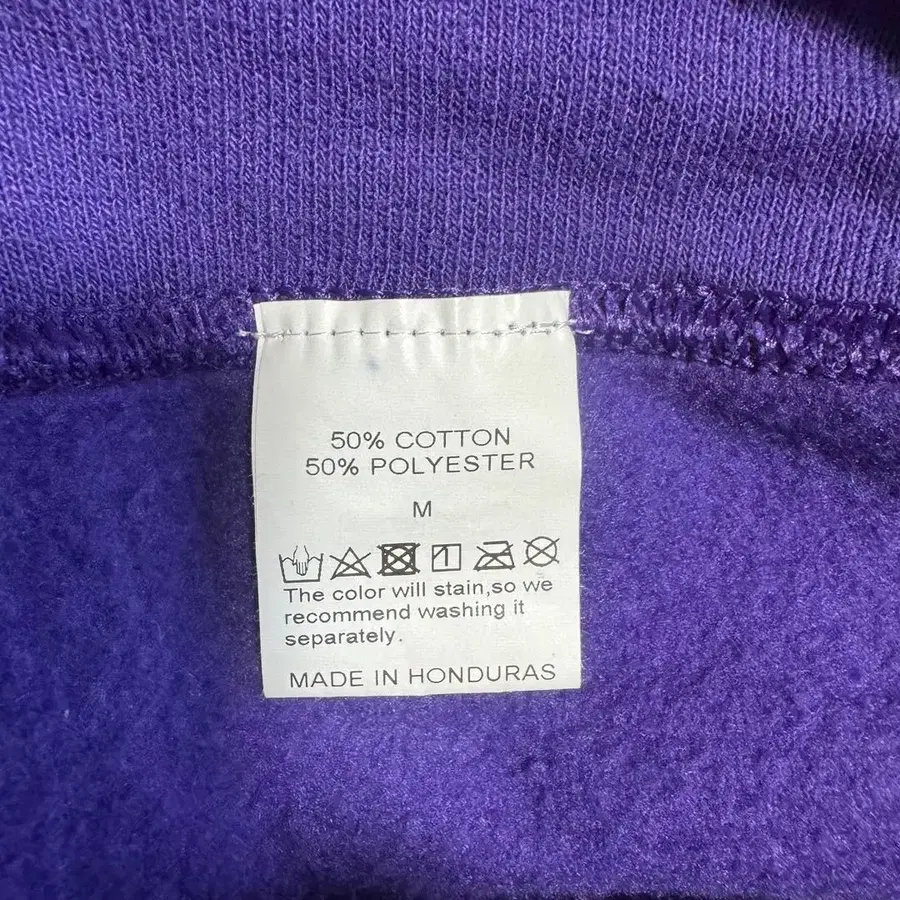 50% COTTON
50% POLYESTER
M
The color will stain,so we
recommend washing it
separately.
MADE IN HONDURAS